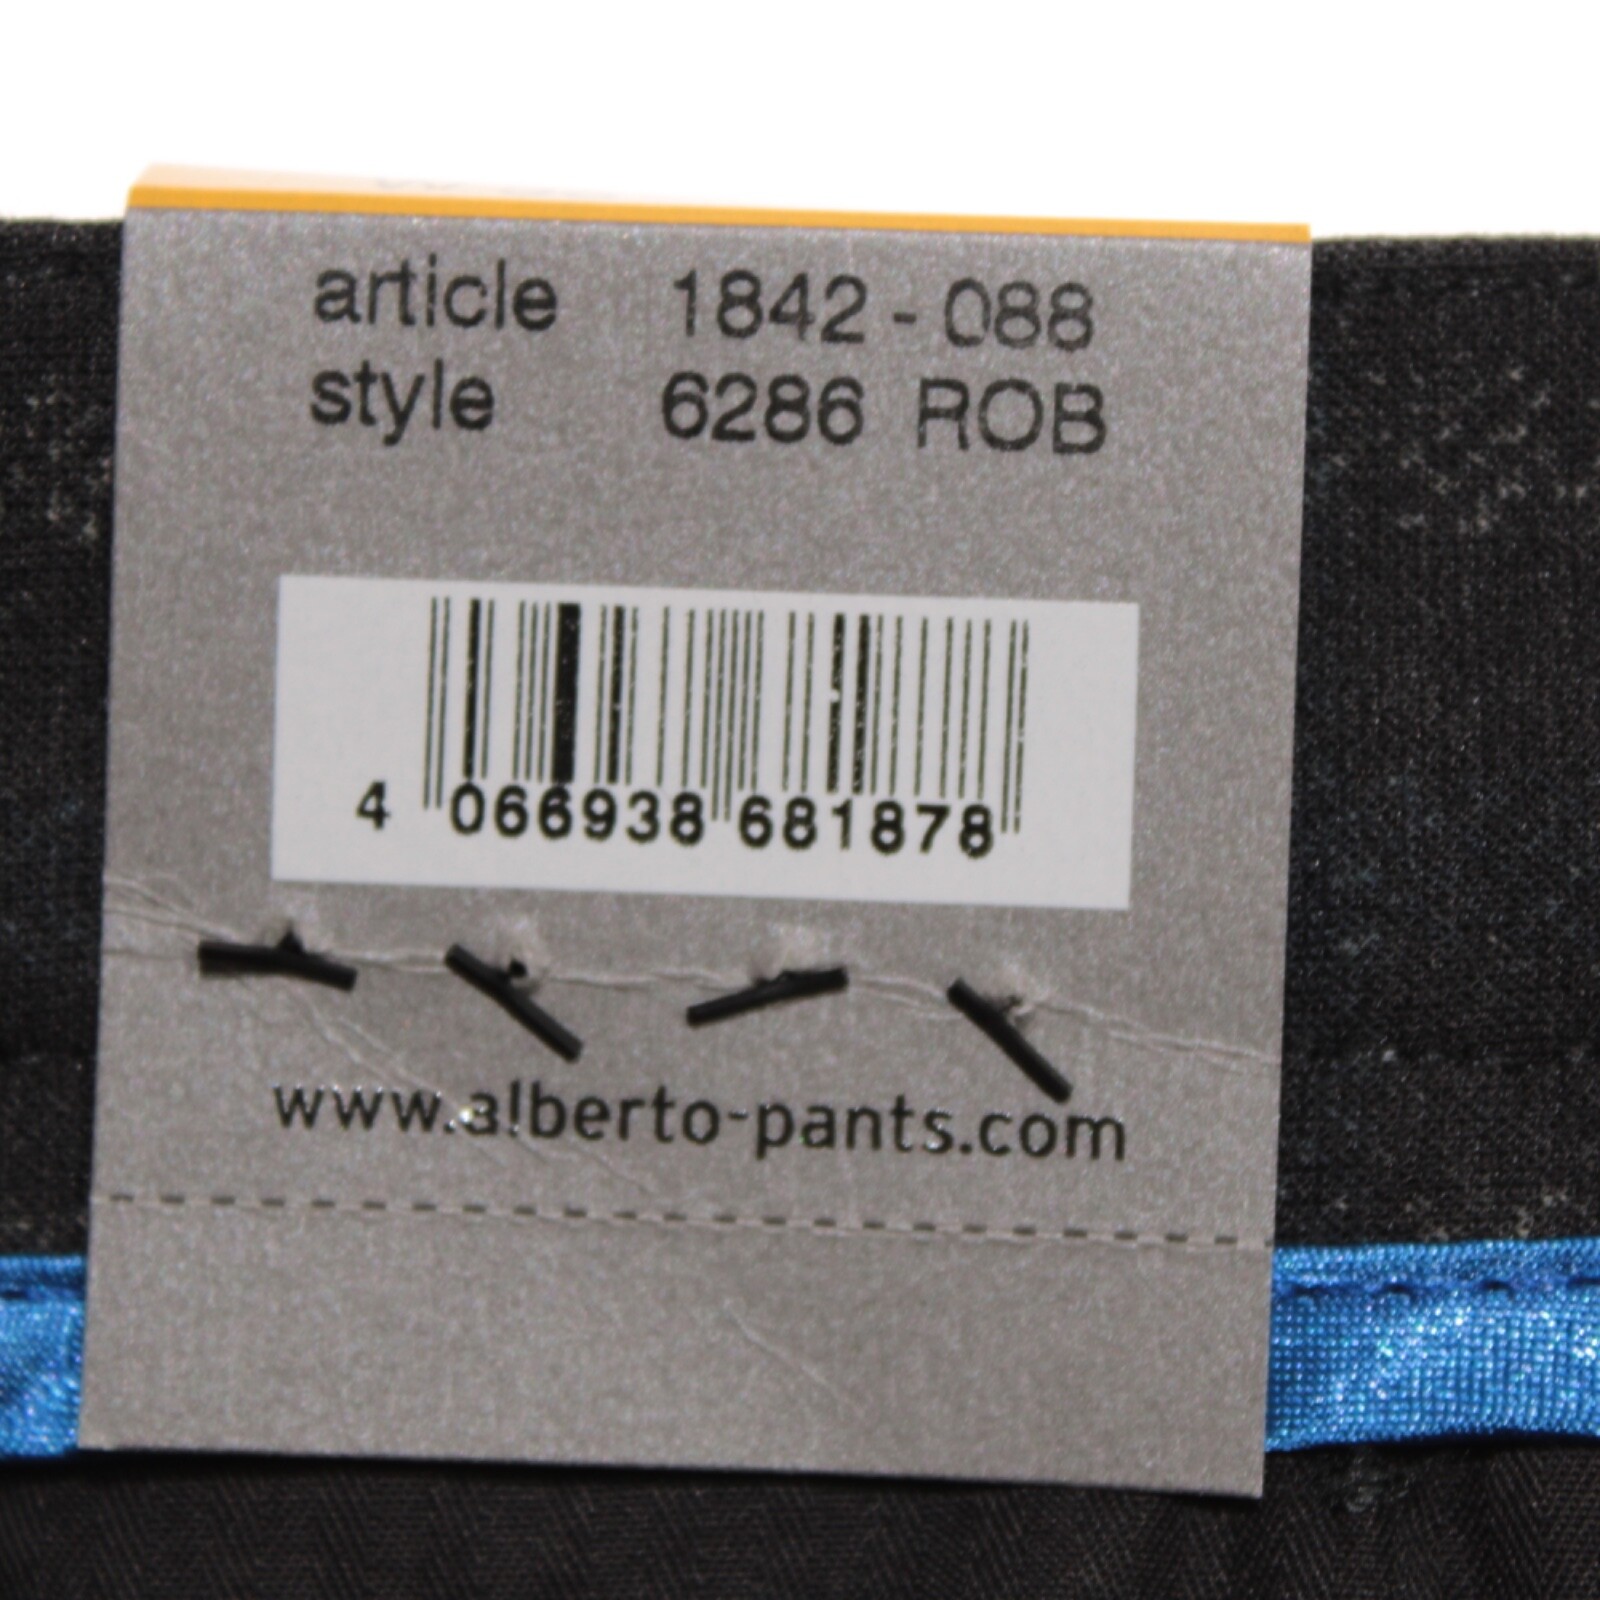 article 1842 - 088
style 6286 ROB
4 066938 681878
www.alberto-pants.com